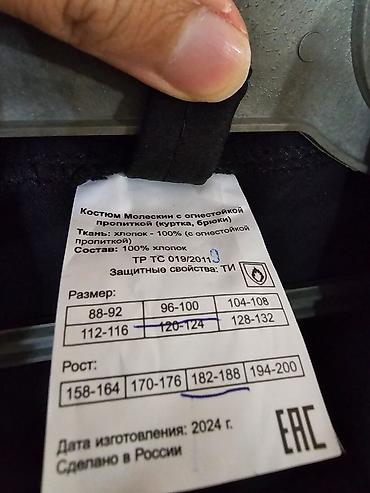 Костюм Молескин с огнестойкой
пропиткой (куртка, брюки)
Ткань: хлопок - 100% (с огнестойкой
пропиткой)
Состав: 100% хлопок
ТР ТС 019/2011
Защитные свойства: ТИ
Размер:
88-92 96-100 104-108
112-116 120-124 128-132
Рост:
158-164 170-176 182-188 194-200
Дата изготовления: 2024 г.
Сделано в России
EAC